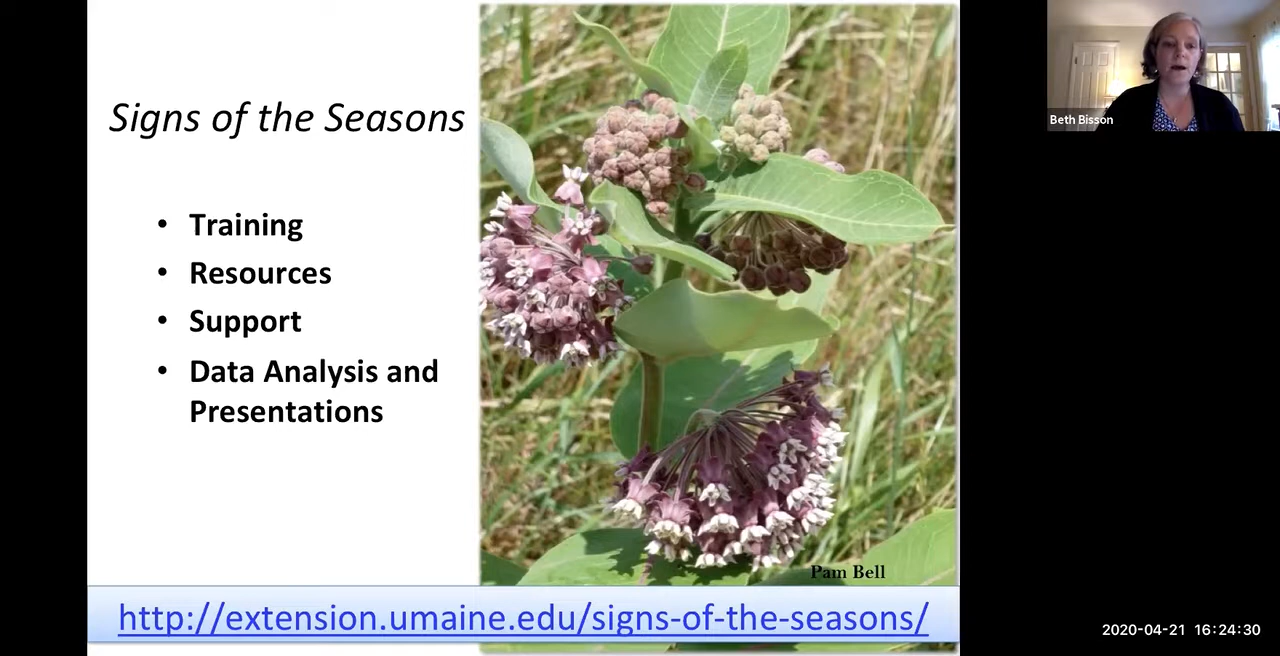 Signs of the Seasons
• Training
• Resources
• Support
• Data Analysis and
Presentations
Pam Bell
http://extension.umaine.edu/signs-of-the-seasons/
Beth Bisson
2020-04-21 16:24:30